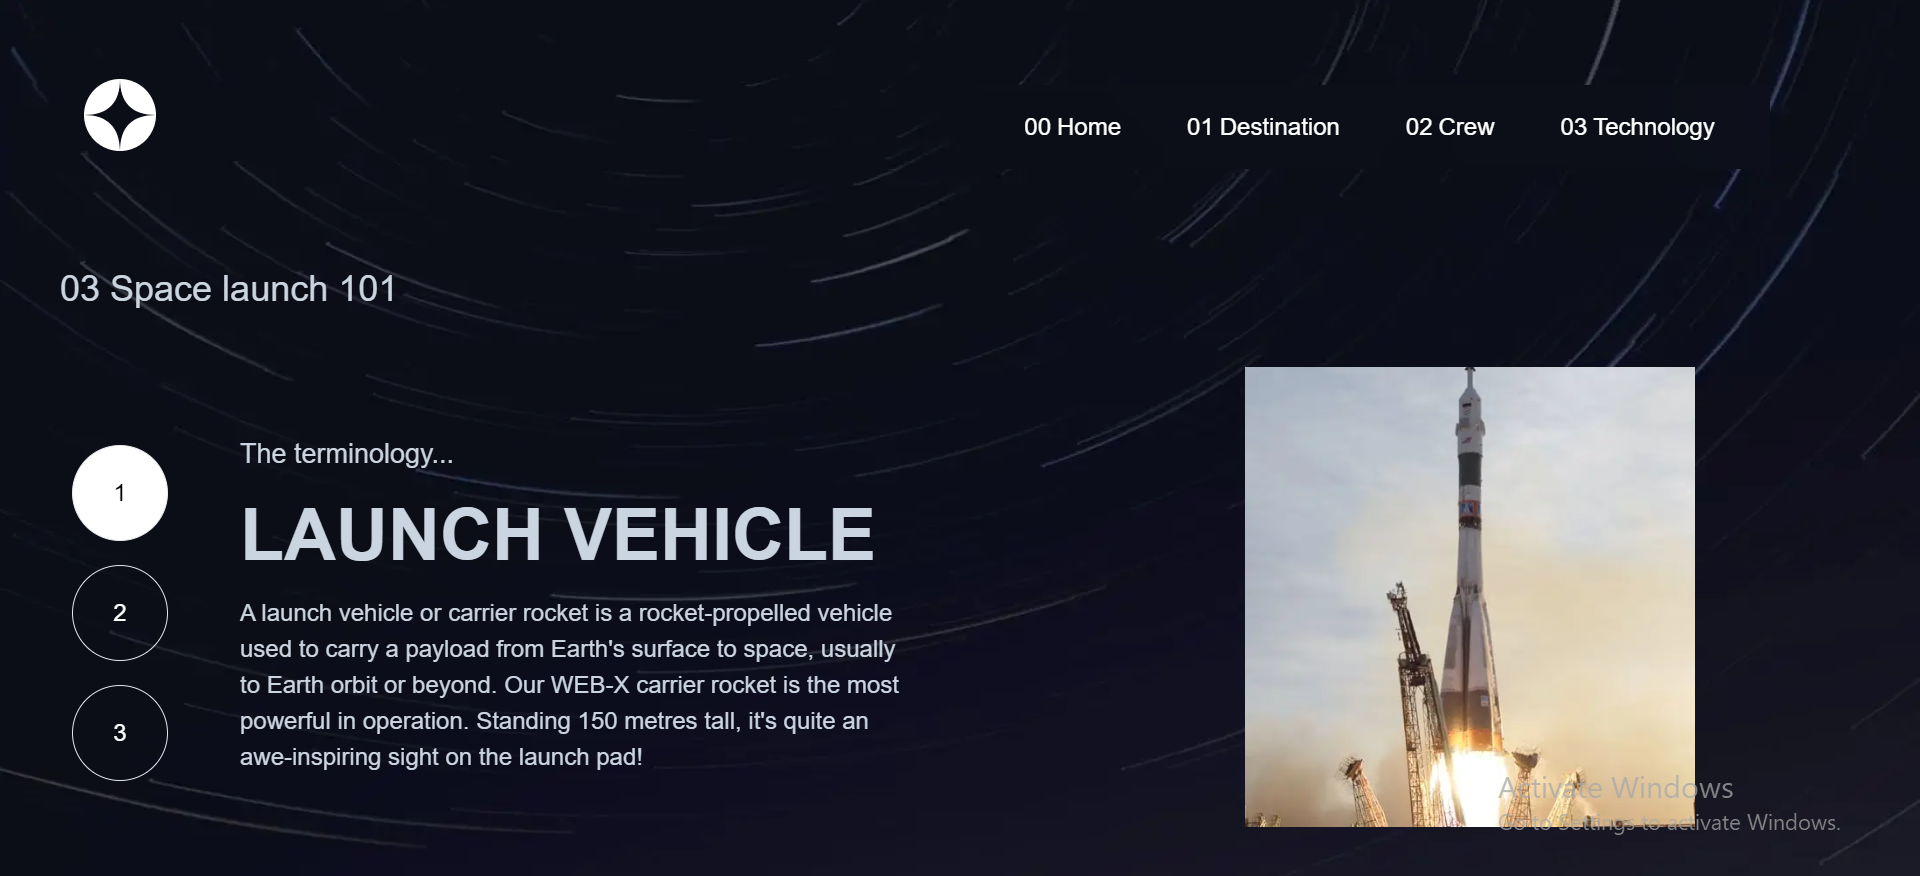 00 Home 01 Destination 02 Crew 03 Technology
03 Space launch 101
1
2
3
The terminology...
LAUNCH VEHICLE
A launch vehicle or carrier rocket is a rocket-propelled vehicle
used to carry a payload from Earth's surface to space, usually
to Earth orbit or beyond. Our WEB-X carrier rocket is the most
powerful in operation. Standing 150 metres tall, it's quite an
awe-inspiring sight on the launch pad!
Activate Windows
Go to Settings to activate Windows.